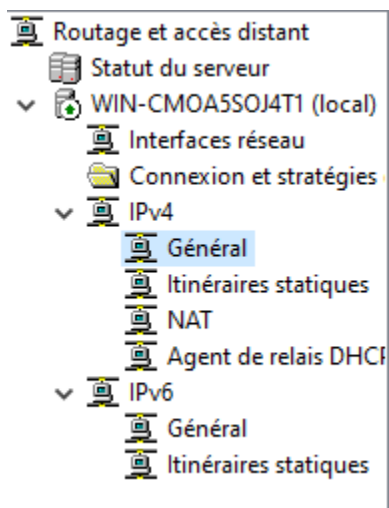 Routage et accès distant
Statut du serveur
WIN-CMOA5SOJ4T1 (local)
Interfaces réseau
Connexion et stratégies
IPv4
Général
Itinéraires statiques
NAT
Agent de relais DHCP
IPv6
Général
Itinéraires statiques